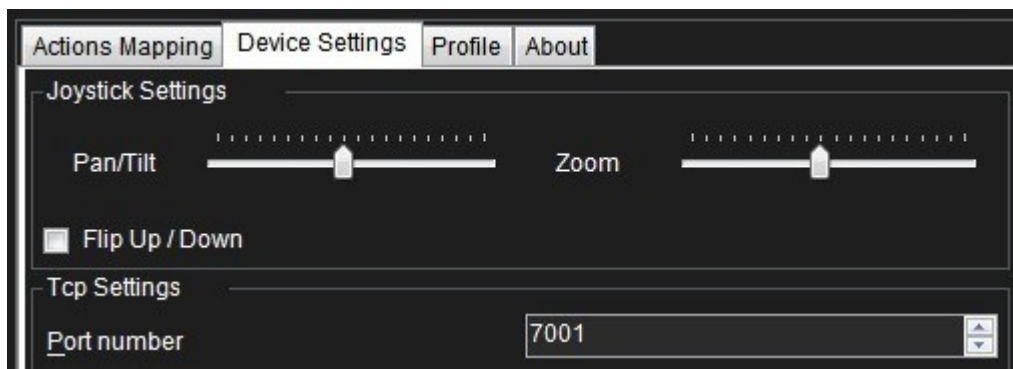 Actions Mapping Device Settings Profile About
Joystick Settings
Pan/Tilt Zoom
Flip Up / Down
Tcp Settings
Port number 7001